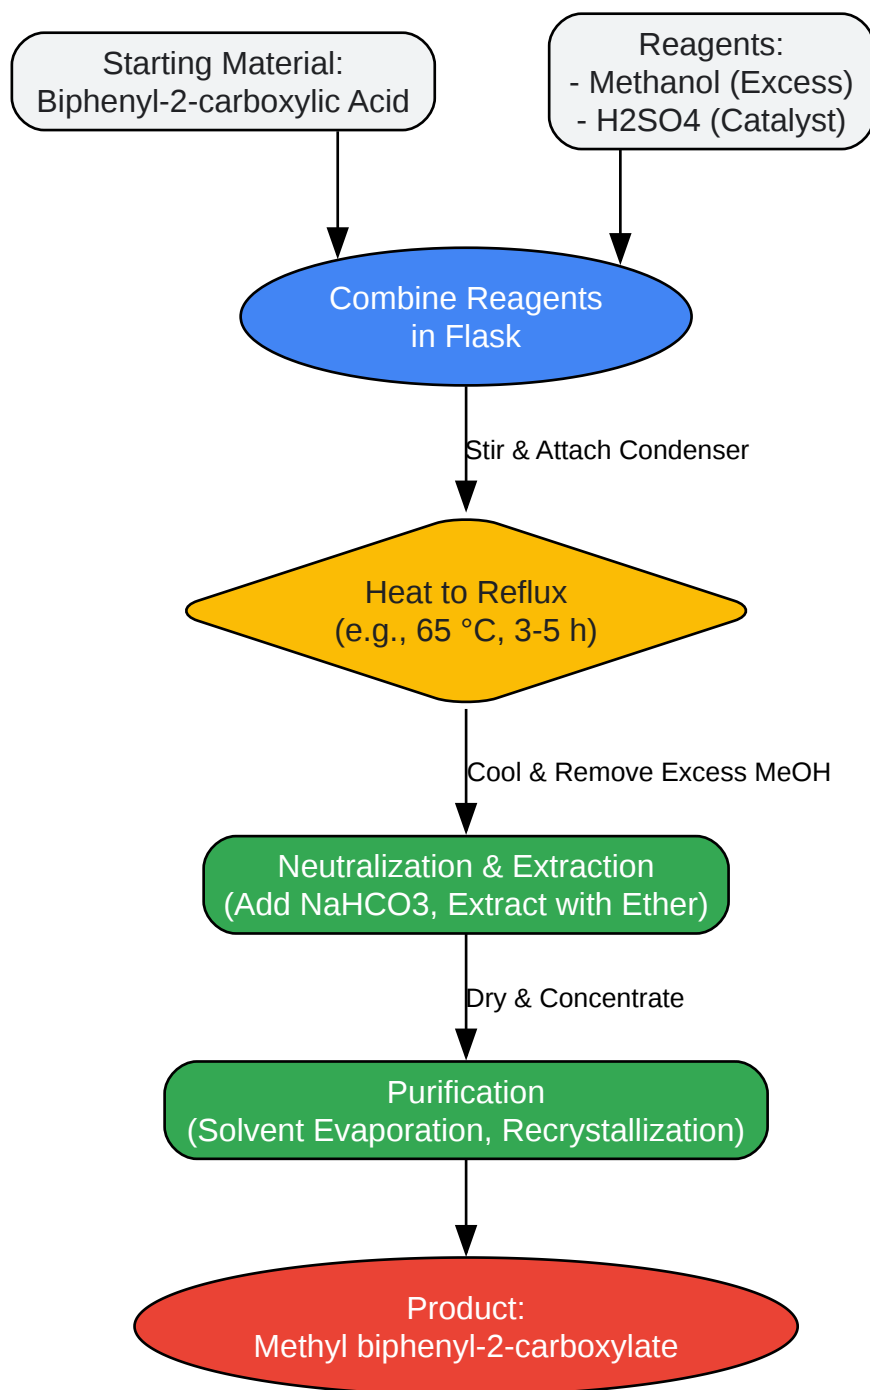 Starting Material:
Biphenyl-2-carboxylic Acid
Reagents:
- Methanol (Excess)
- H2SO4 (Catalyst)
Combine Reagents
in Flask
Stir & Attach Condenser
Heat to Reflux
(e.g., 65 °C, 3-5 h)
Cool & Remove Excess MeOH
Neutralization & Extraction
(Add NaHCO3, Extract with Ether)
Dry & Concentrate
Purification
(Solvent Evaporation, Recrystallization)
Product:
Methyl biphenyl-2-carboxylate